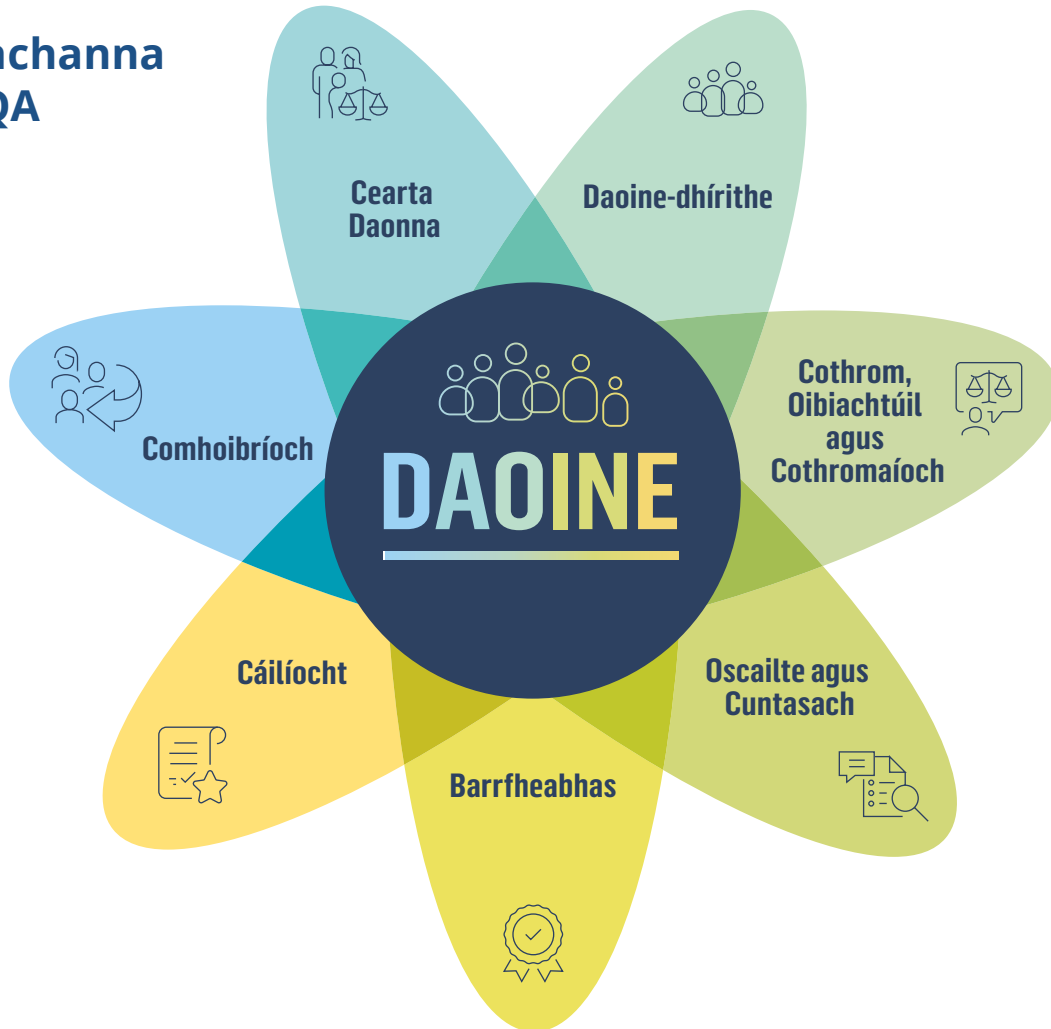 Cearta
Daonna
Daoine-dhírithe
Cothrom,
Oibiachtúil
agus
Cothromaíoch
Comhoibríoch
DAOINE
Cáilíocht
Oscailte agus
Cuntasach
Barrfheabhas